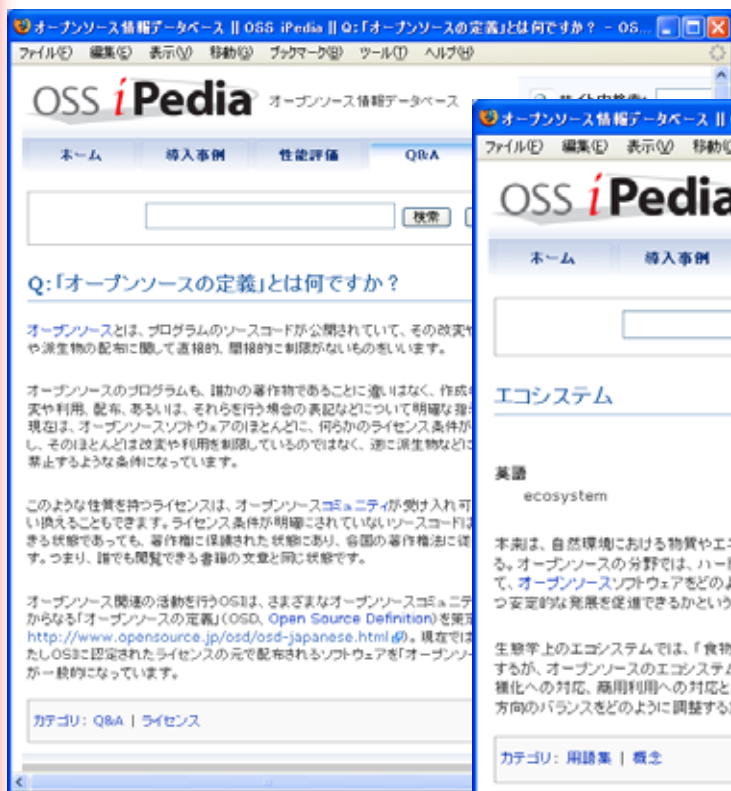 オープンソース情報データベース || OSS iPedia || Q:「オープンソースの定義」とは何ですか? - OS...
ファイル(F) 編集(E) 表示(V) 移動(G) ブックマーク(B) ツール(T) ヘルプ(H)
OSS iPedia オープンソース情報データベース
サイト内検索:
ホーム 導入事例 性能評価 Q&A
検索
Q:「オープンソースの定義」とは何ですか?
オープンソースとは、プログラムのソースコードが公開されていて、その改変や
や派生物の配布に関して直接的、間接的に制限がないものをいいます。
オープンソースのプログラムも、誰かの著作物であることに違いはなく、作成
変や利用、配布、あるいは、それらを行う場合の表記などについて明確な指
現在は、オープンソースソフトウェアのほとんどに、何らかのライセンス条件が
し、そのほとんどは改変や利用を制限しているのではなく、逆に派生物などに
禁止するような条件になっています。
このような性質を持つライセンスは、オープンソースコミュニティが受け入れ可
い換えることもできます。ライセンス条件が明確にされていないソースコードは
きる状態であっても、著作権に保護された状態にあり、各国の著作権法に従
す。つまり、誰でも閲覧できる書籍の文章と同じ状態です。
オープンソース関連の活動を行うOSIは、さまざまなオープンソースコミュニテ
からなる「オープンソースの定義」(OSD, Open Source Definition)を策定
http://www.opensource.jp/osd/osd-japanese.html)。現在では
たしOSIに認定されたライセンスの元で配布されるソフトウェアを「オープンソー
が一般的になっています。
カテゴリ: Q&A | ライセンス
オープンソース情報データベース ||
ファイル(F) 編集(E) 表示(V) 移動(G
OSS iPedia
ホーム 導入事例
エコシステム
英語
ecosystem
本来は、自然環境における物質やエネ
る。オープンソースの分野では、ハード
て、オープンソースソフトウェアをどのよ
つ安定的な発展を促進できるかという
生態学上のエコシステムでは、「食物
するが、オープンソースのエコシステム
様化への対応、商用利用への対応と
方向のバランスをどのように調整する
カテゴリ: 用語集 | 概念